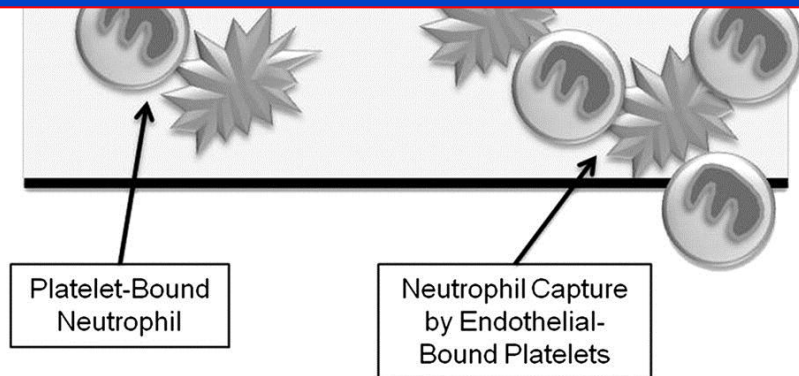 Platelet-Bound
Neutrophil
Neutrophil Capture
by Endothelial-
Bound Platelets